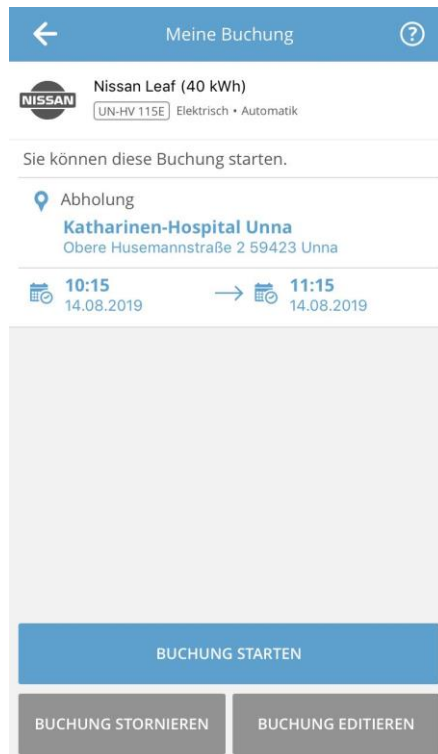 Meine Buchung
?
NISSAN
Nissan Leaf (40 kWh)
UN-HV 115E Elektrisch • Automatik
Sie können diese Buchung starten.
Abholung
Katharinen-Hospital Unna
Obere Husemannstraße 2 59423 Unna
10:15 → 11:15
14.08.2019 14.08.2019
BUCHUNG STARTEN
BUCHUNG STORNIEREN BUCHUNG EDITIEREN